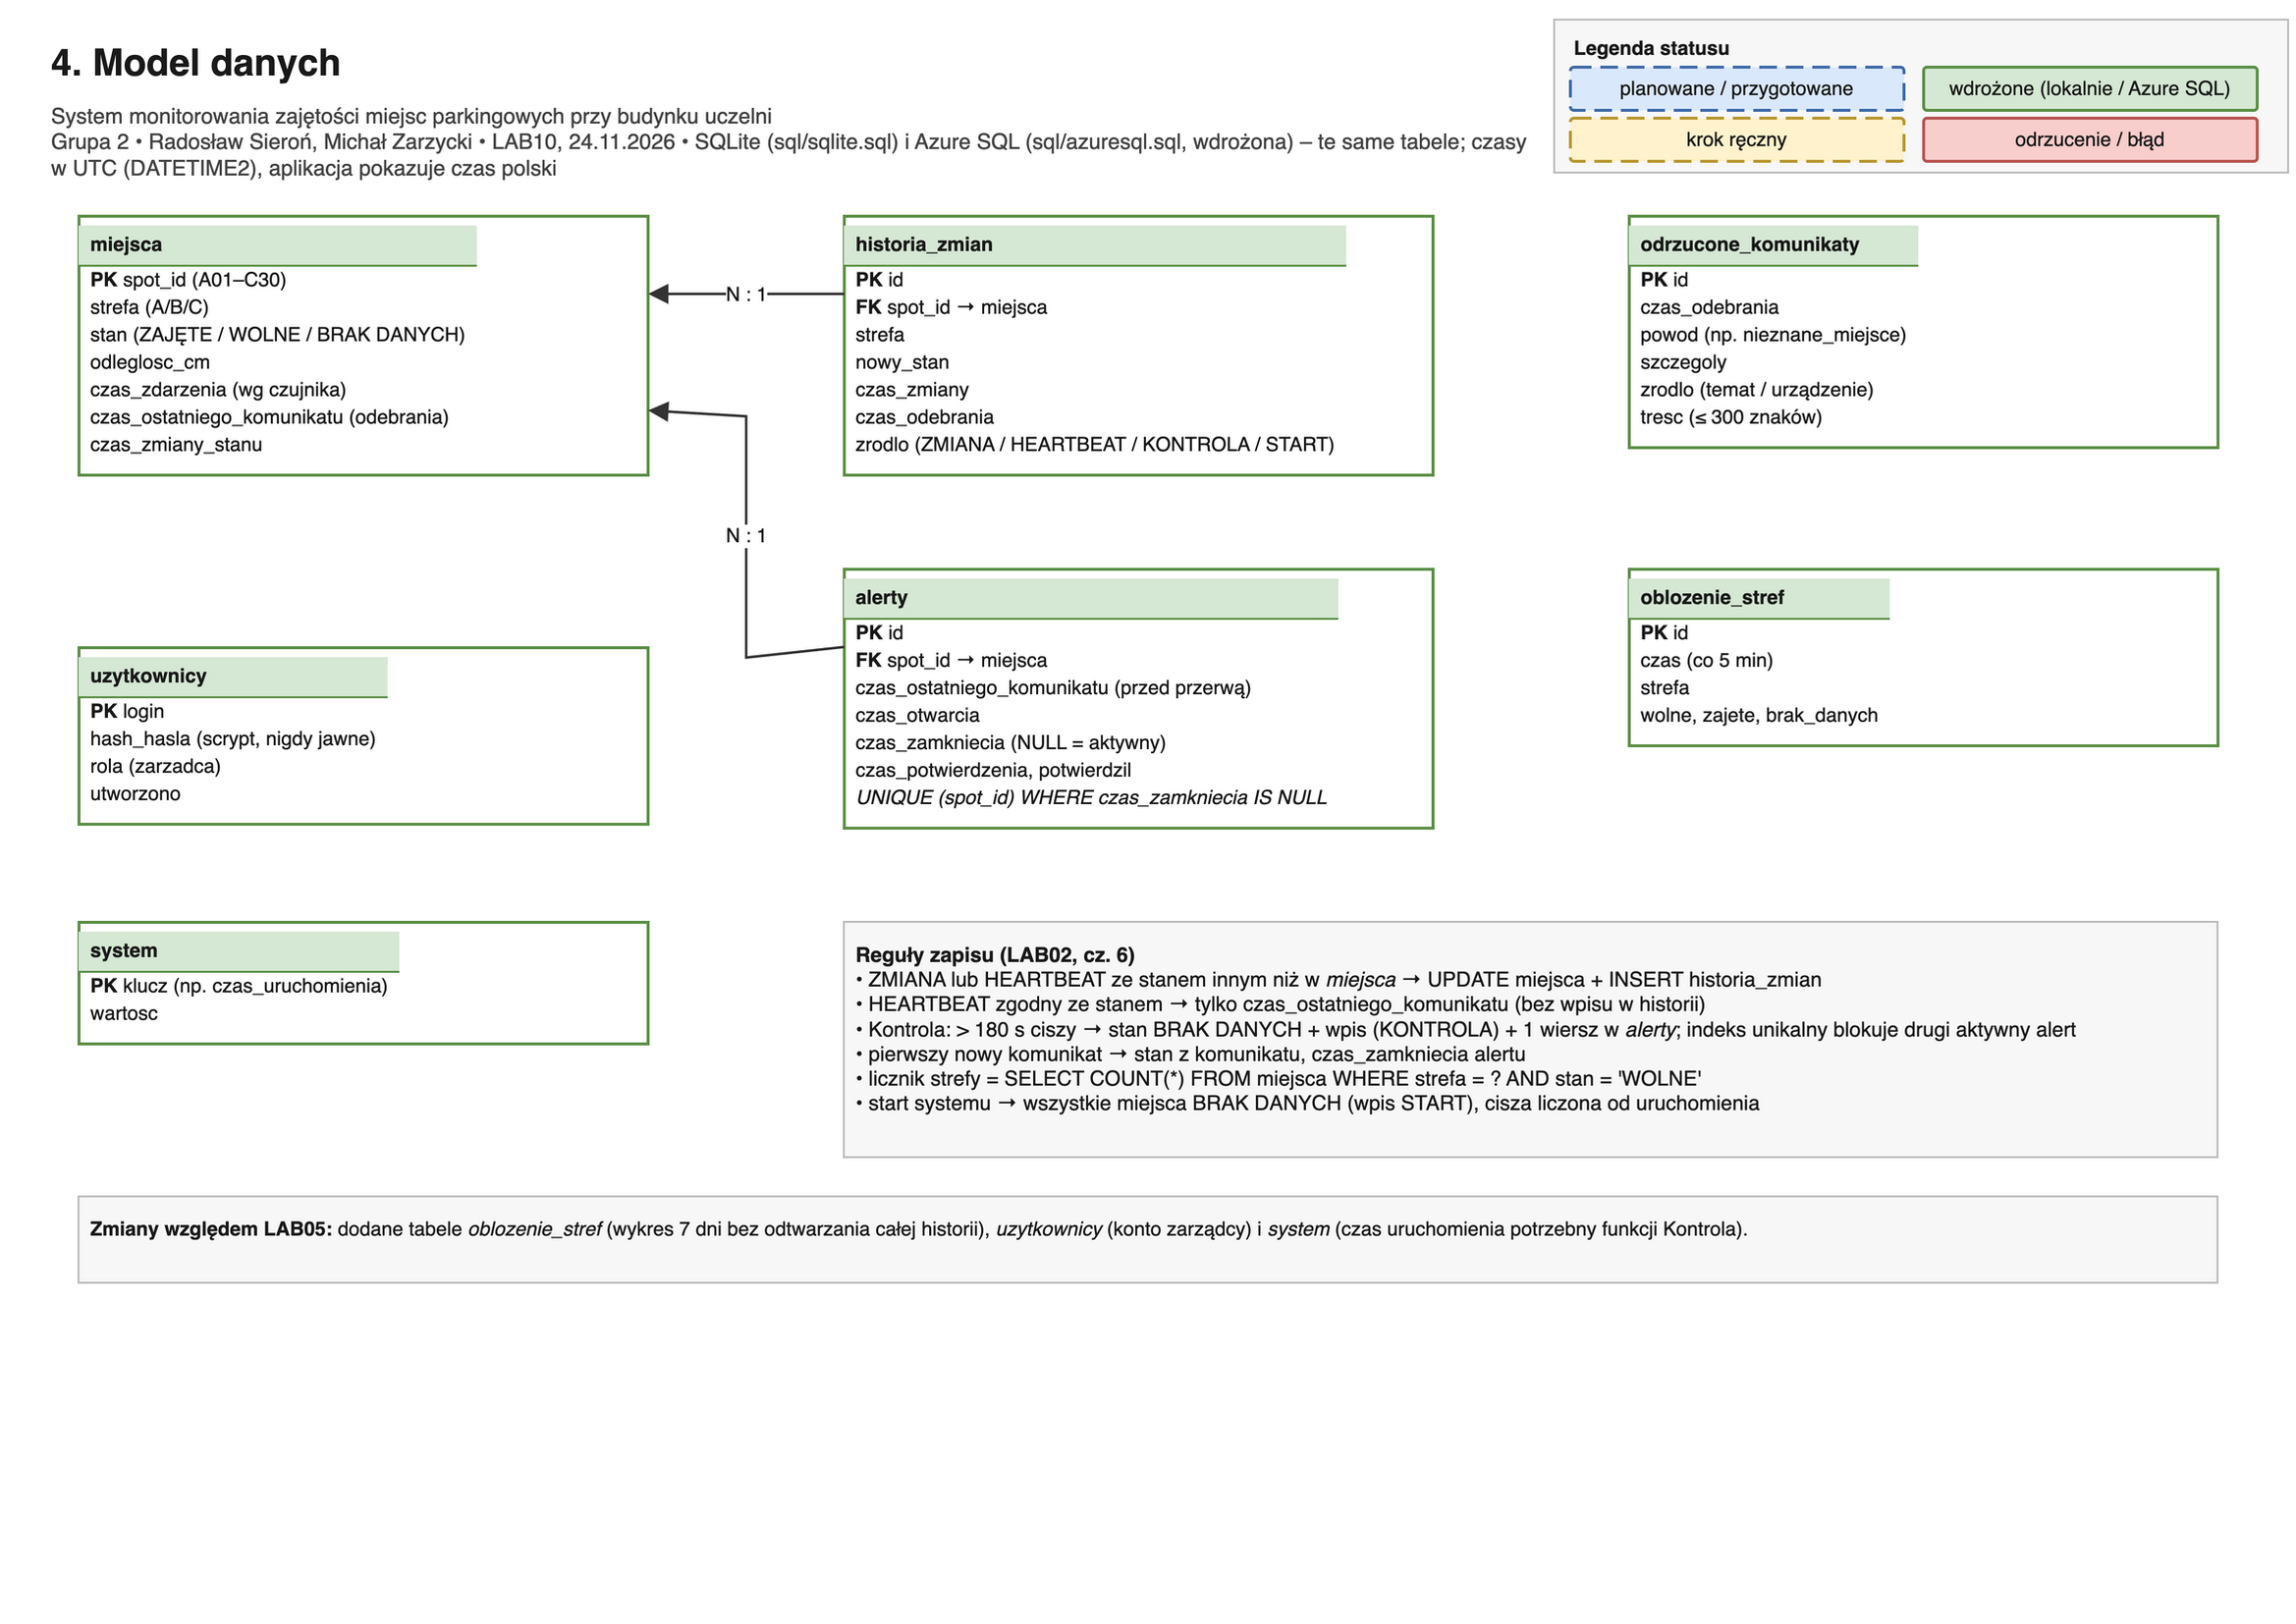 4. Model danych
System monitorowania zajętości miejsc parkingowych przy budynku uczelni
Grupa 2 • Radosław Sieroń, Michał Zarzycki • LAB10, 24.11.2026 • SQLite (sql/sqlite.sql) i Azure SQL (sql/azuresql.sql, wdrożona) – te same tabele; czasy
w UTC (DATETIME2), aplikacja pokazuje czas polski
Legenda statusu
planowane / przygotowane
wdrożone (lokalnie / Azure SQL)
krok ręczny
odrzucenie / błąd
miejsca
PK spot_id (A01–C30)
strefa (A/B/C)
stan (ZAJĘTE / WOLNE / BRAK DANYCH)
odleglosc_cm
czas_zdarzenia (wg czujnika)
czas_ostatniego_komunikatu (odebrania)
czas_zmiany_stanu
N : 1
historia_zmian
PK id
FK spot_id → miejsca
strefa
nowy_stan
czas_zmiany
czas_odebrania
zrodlo (ZMIANA / HEARTBEAT / KONTROLA / START)
odrzucone_komunikaty
PK id
czas_odebrania
powod (np. nieznane_miejsce)
szczegoly
zrodlo (temat / urządzenie)
tresc (≤ 300 znaków)
N : 1
uzytkownicy
PK login
hash_hasla (scrypt, nigdy jawne)
rola (zarzadca)
utworzono
alerty
PK id
FK spot_id → miejsca
czas_ostatniego_komunikatu (przed przerwą)
czas_otwarcia
czas_zamkniecia (NULL = aktywny)
czas_potwierdzenia, potwierdzil
UNIQUE (spot_id) WHERE czas_zamkniecia IS NULL
oblozenie_stref
PK id
czas (co 5 min)
strefa
wolne, zajete, brak_danych
system
PK klucz (np. czas_uruchomienia)
wartosc
Reguły zapisu (LAB02, cz. 6)
• ZMIANA lub HEARTBEAT ze stanem innym niż w miejsca → UPDATE miejsca + INSERT historia_zmian
• HEARTBEAT zgodny ze stanem → tylko czas_ostatniego_komunikatu (bez wpisu w historii)
• Kontrola: > 180 s ciszy → stan BRAK DANYCH + wpis (KONTROLA) + 1 wiersz w alerty; indeks unikalny blokuje drugi aktywny alert
• pierwszy nowy komunikat → stan z komunikatu, czas_zamkniecia alertu
• licznik strefy = SELECT COUNT(*) FROM miejsca WHERE strefa = ? AND stan = 'WOLNE'
• start systemu → wszystkie miejsca BRAK DANYCH (wpis START), cisza liczona od uruchomienia
Zmiany względem LAB05: dodane tabele oblozenie_stref (wykres 7 dni bez odtwarzania całej historii), uzytkownicy (konto zarządcy) i system (czas uruchomienia potrzebny funkcji Kontrola).